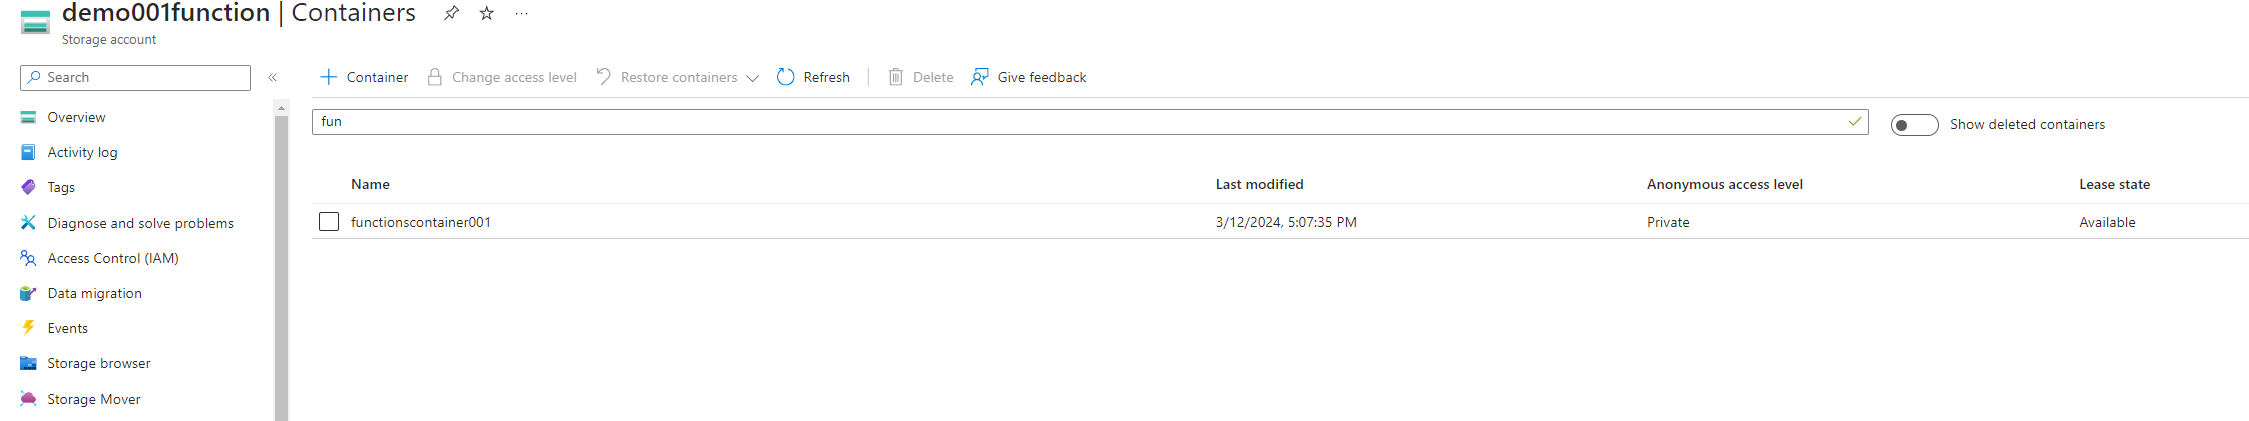 demo001function | Containers
Storage account
Search
Container
Change access level
Restore containers
Refresh
Delete
Give feedback
Overview
Activity log
Tags
Diagnose and solve problems
Access Control (IAM)
Data migration
Events
Storage browser
Storage Mover
fun
Show deleted containers
Name Last modified Anonymous access level Lease state
functionscontainer001 3/12/2024, 5:07:35 PM Private Available